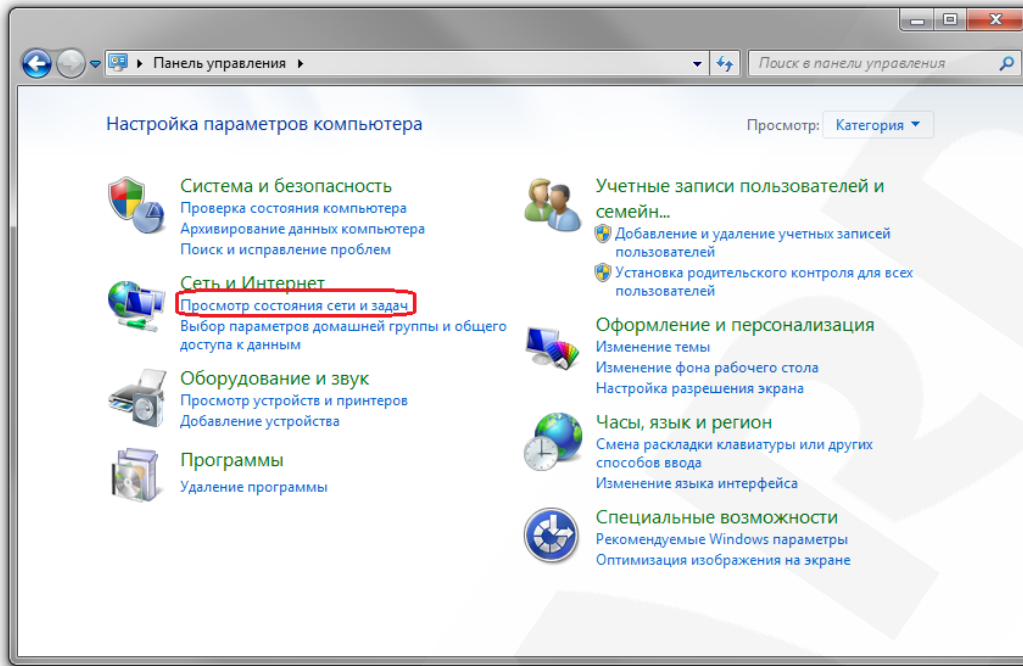 Панель управления
Поиск в панели управления
Настройка параметров компьютера
Просмотр: Категория
Система и безопасность
Проверка состояния компьютера
Архивирование данных компьютера
Поиск и исправление проблем
Сеть и Интернет
Просмотр состояния сети и задач
Выбор параметров домашней группы и общего
доступа к данным
Оборудование и звук
Просмотр устройств и принтеров
Добавление устройства
Программы
Удаление программы
Учетные записи пользователей и
семейн...
Добавление и удаление учетных записей
пользователей
Установка родительского контроля для всех
пользователей
Оформление и персонализация
Изменение темы
Изменение фона рабочего стола
Настройка разрешения экрана
Часы, язык и регион
Смена раскладки клавиатуры или других
способов ввода
Изменение языка интерфейса
Специальные возможности
Рекомендуемые Windows параметры
Оптимизация изображения на экране